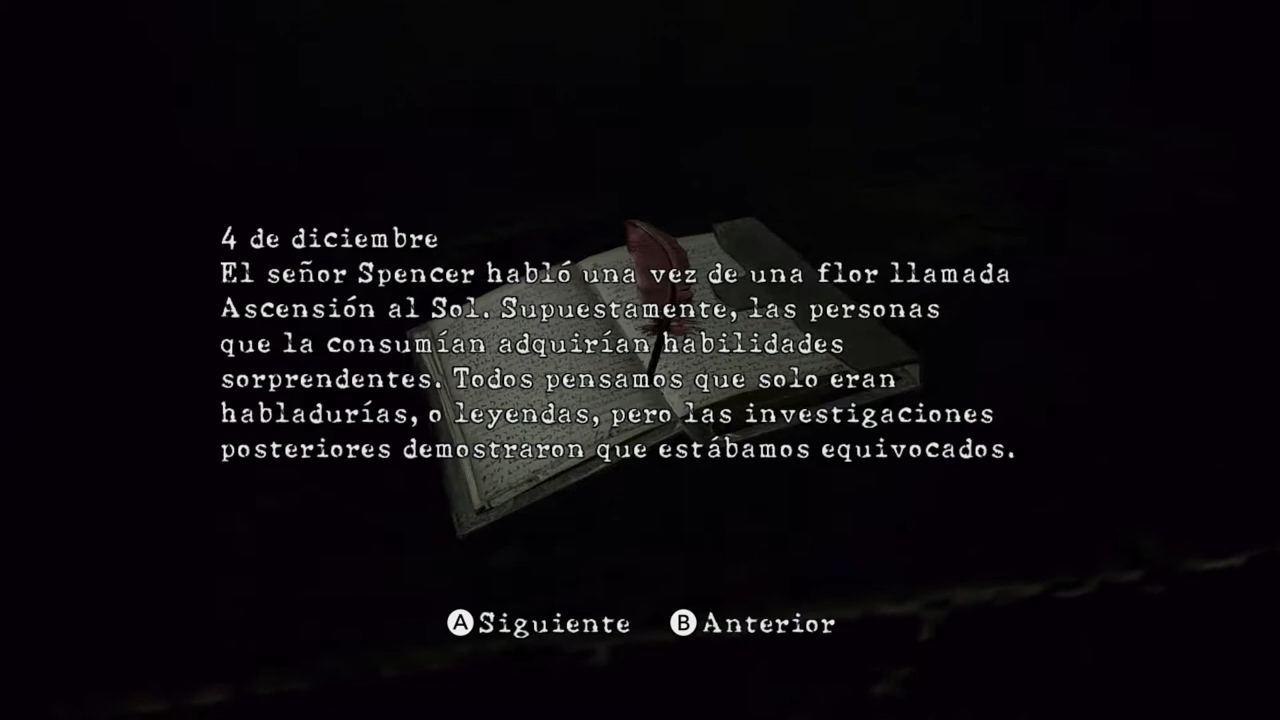 4 de diciembre
El señor Spencer habló una vez de una flor llamada
Ascensión al Sol. Supuestamente, las personas
que la consumían adquirían habilidades
sorprendentes. Todos pensamos que solo eran
habladurías, o leyendas, pero las investigaciones
posteriores demostraron que estábamos equivocados.
A Siguiente B Anterior